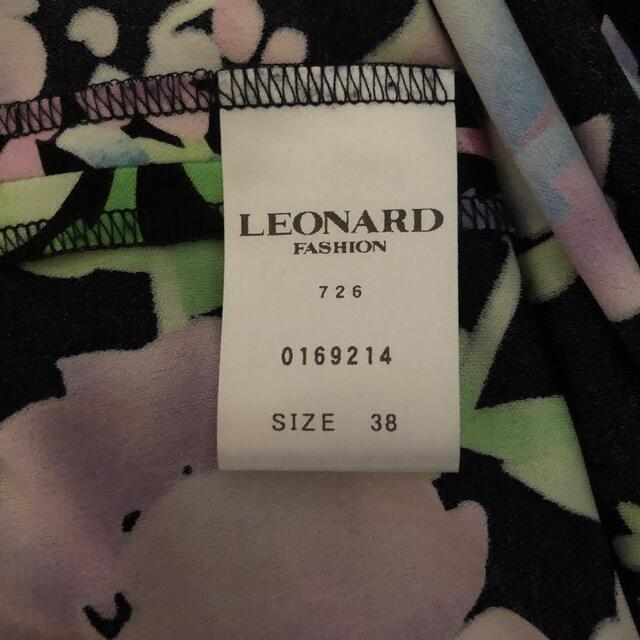 LEONARD
FASHION
726
0169214
SIZE 38